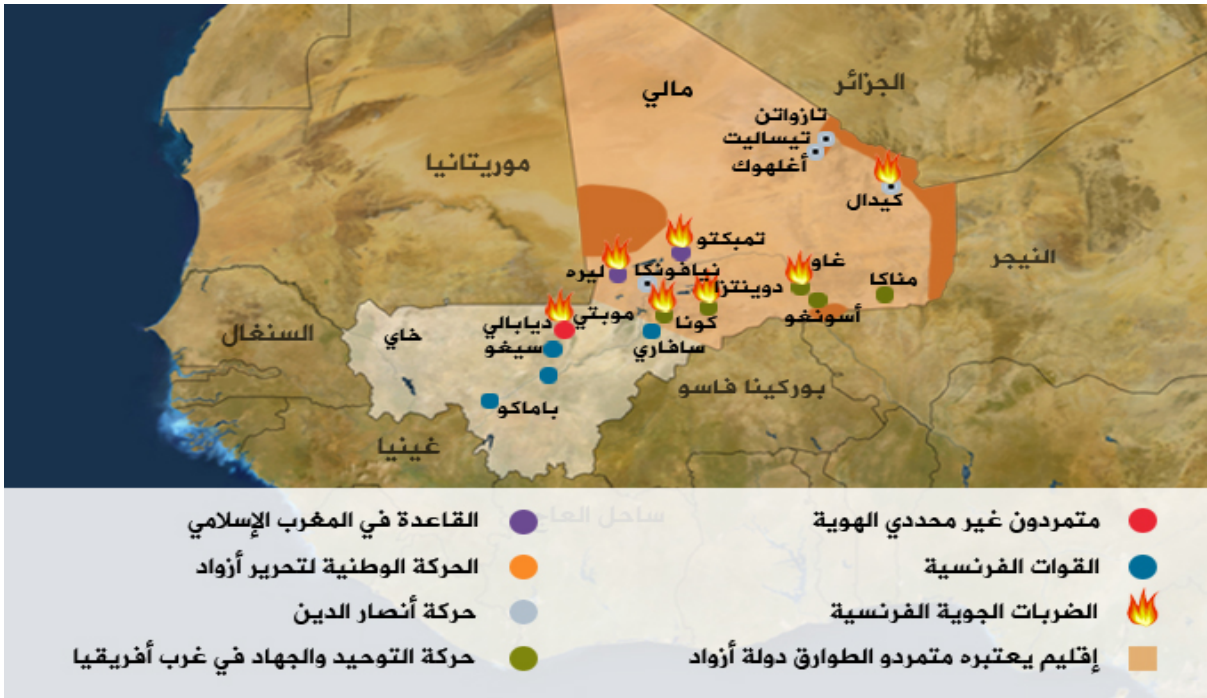 الجزائر
مالي
تازواتن
تيساليت
أغلهوك
موريتانيا
كيدال
تمبكتو
النيجر
غاو
نيافونكا
ليره
مناكا
دوينتزا
أسونغو
موبتي
كونا
ديابالي
السنغال
خاي
سيغو
سافاري
بوركينا فاسو
باماكو
غينيا
ساحل العاج
متمردون غير محددي الهوية
القاعدة في المغرب الإسلامي
القوات الفرنسية
الحركة الوطنية لتحرير أزواد
الضربات الجوية الفرنسية
حركة أنصار الدين
إقليم يعتبره متمردو الطوارق دولة أزواد
حركة التوحيد والجهاد في غرب أفريقيا